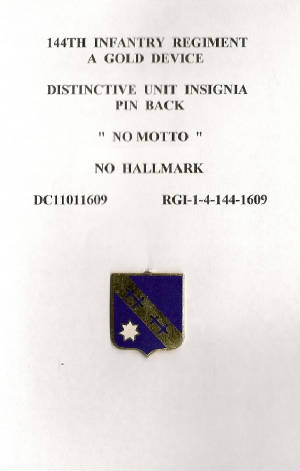 144TH INFANTRY REGIMENT
A GOLD DEVICE
DISTINCTIVE UNIT INSIGNIA
PIN BACK
" NO MOTTO "
NO HALLMARK
DC11011609 RGI-1-4-144-1609